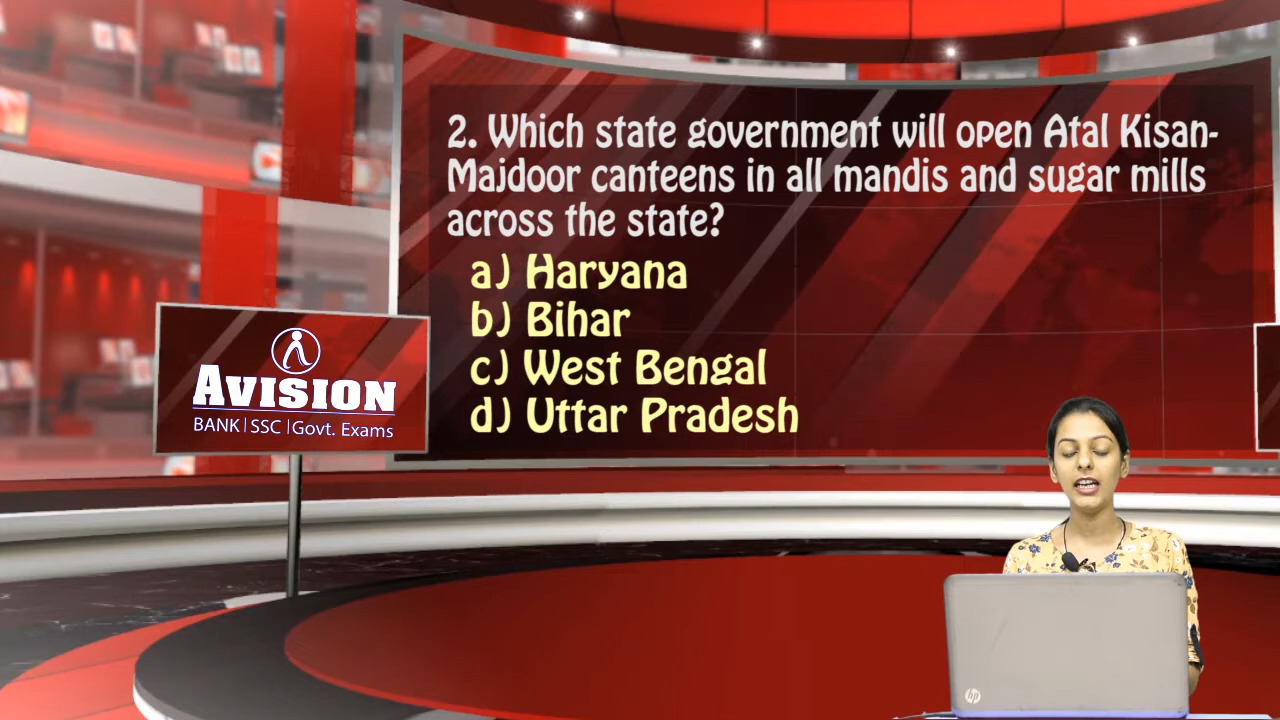 2. Which state government will open Atal Kisan-
Majdoor canteens in all mandis and sugar mills
across the state?
a) Haryana
b) Bihar
c) West Bengal
d) Uttar Pradesh
AVISION
BANK|SSC|Govt. Exams
hp